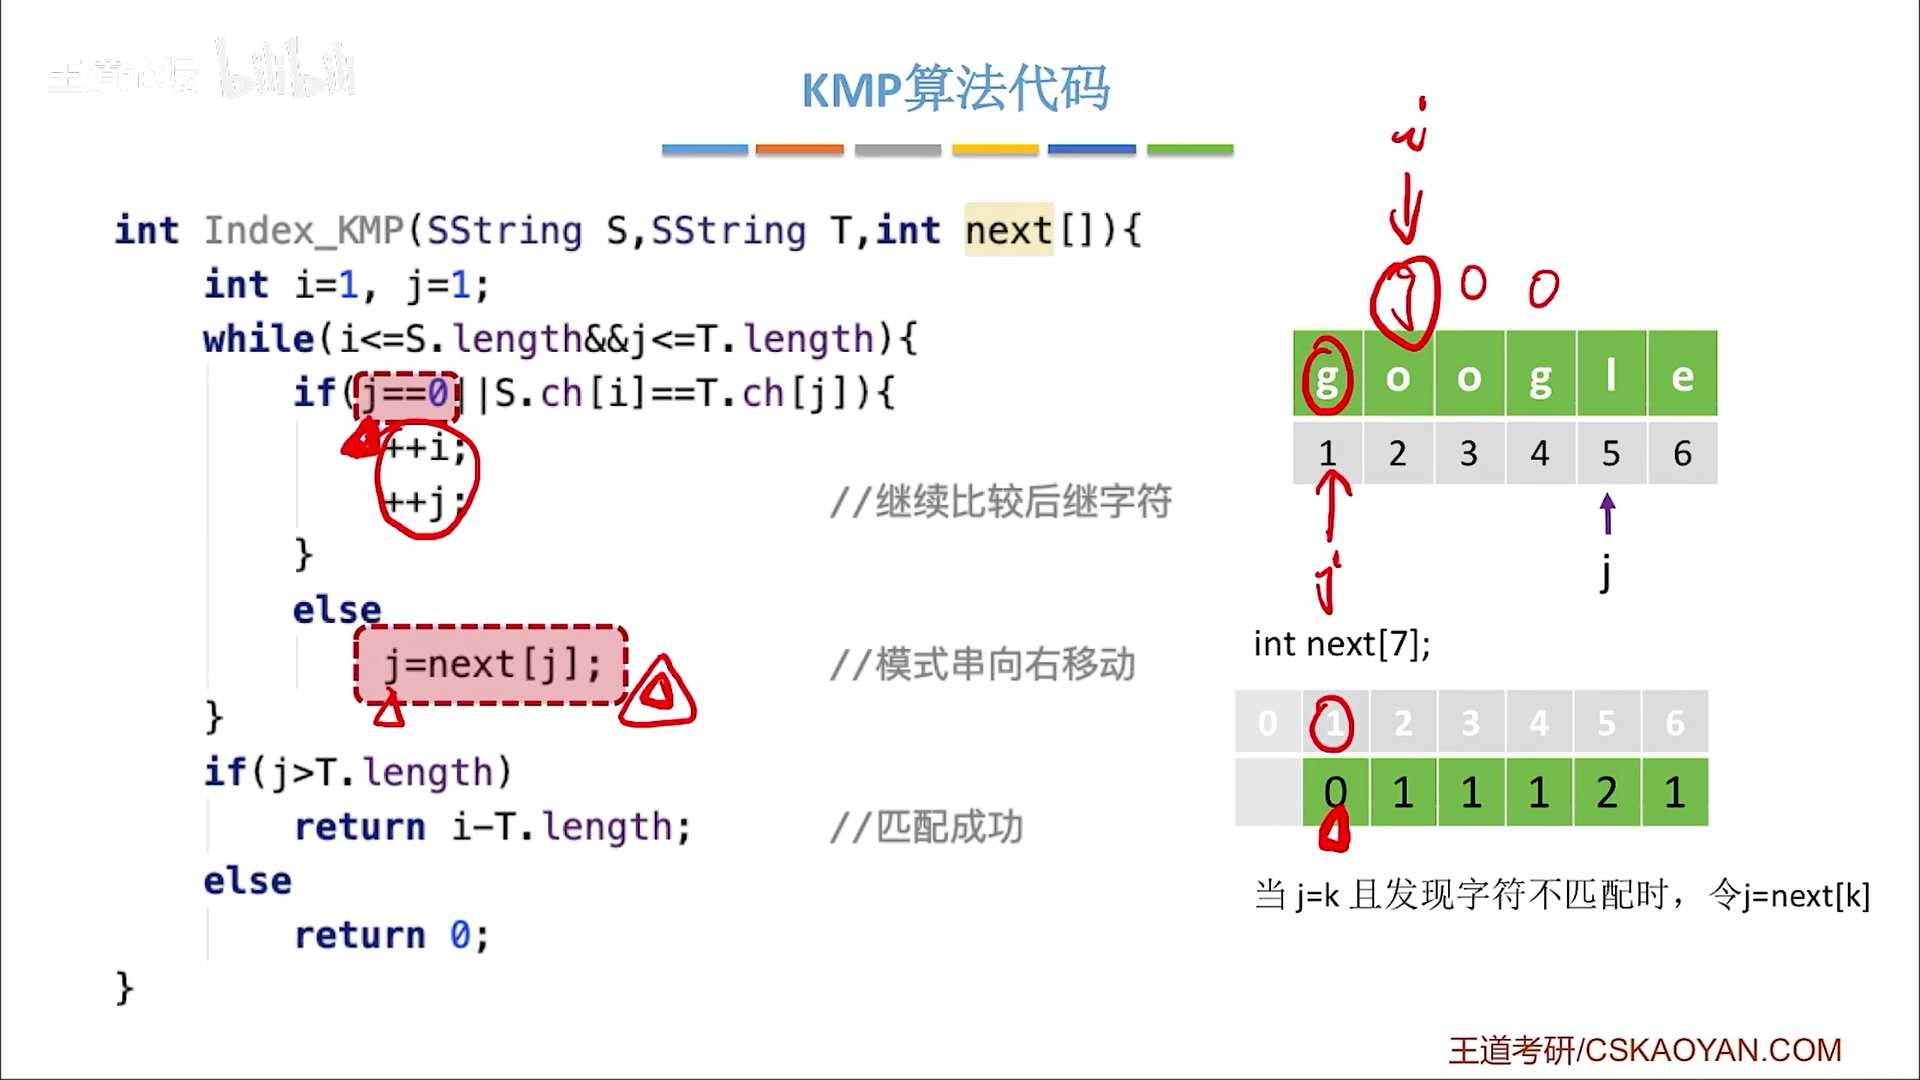 王道论坛 bilibili
KMP算法代码
int Index_KMP(SString S,SString T,int next[]){
int i=1, j=1;
while(i<=S.length&&j<=T.length){
if(j==0||S.ch[i]==T.ch[j]){
++i;
++j; //继续比较后继字符
}
else
j=next[j]; //模式串向右移动
}
if(j>T.length)
return i-T.length; //匹配成功
else
return 0;
}
i
0 0
g o o g l e
1 2 3 4 5 6
j j
int next[7];
0 1 2 3 4 5 6
0 1 1 1 2 1
当 j=k 且发现字符不匹配时，令j=next[k]
王道考研/CSKAOYAN.COM